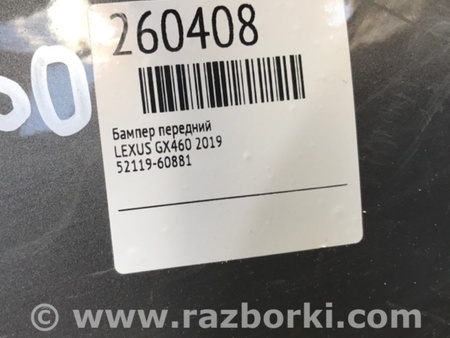 260408
Бампер передний
LEXUS GX460 2019
52119-60881
© www.razborki.com